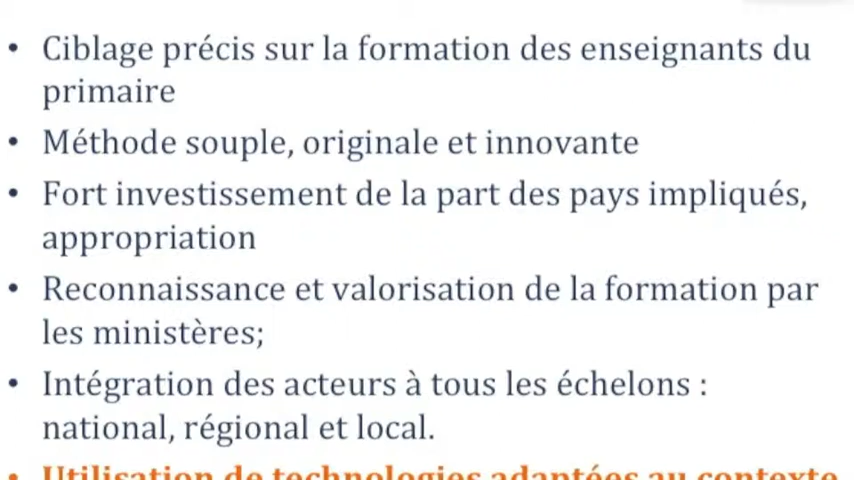 • Ciblage précis sur la formation des enseignants du
primaire
• Méthode souple, originale et innovante
• Fort investissement de la part des pays impliqués,
appropriation
• Reconnaissance et valorisation de la formation par
les ministères;
• Intégration des acteurs à tous les échelons :
national, régional et local.
• Utilisation de technologies adaptées au contexte